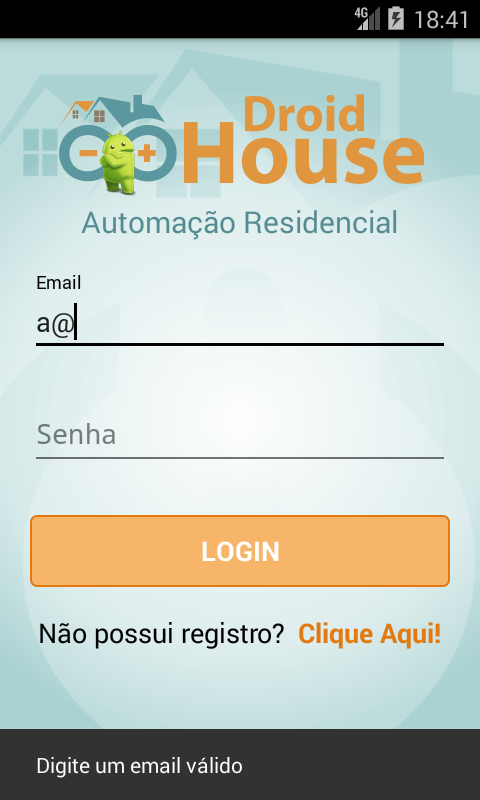 4G 18:41
Droid
House
Automação Residencial
Email
a@
Senha
LOGIN
Não possui registro? Clique Aqui!
Digite um email válido